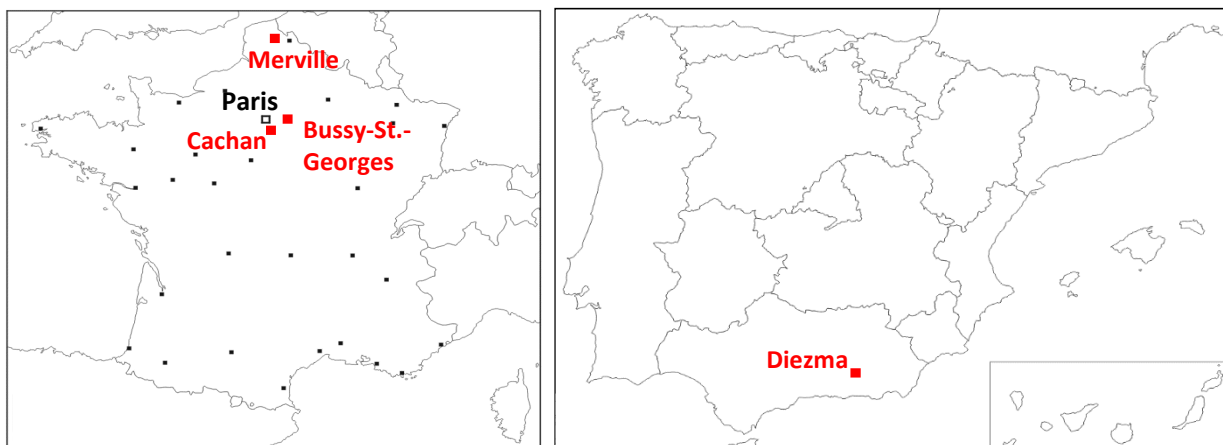 Merville
Paris
Cachan
Bussy-St.-
Georges
Diezma